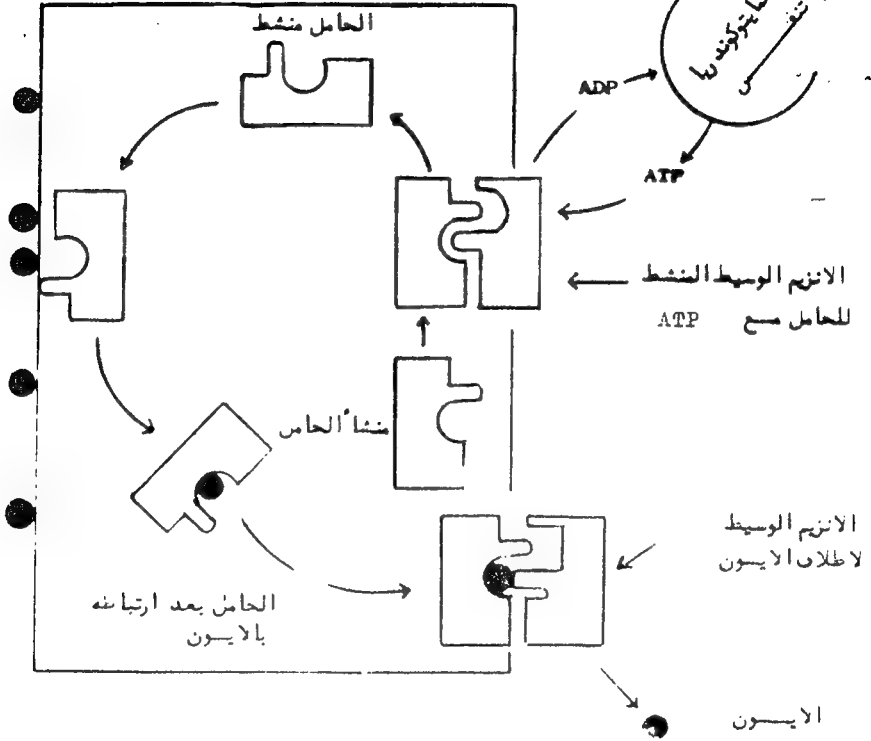 الحامل منشط
مايتوكوندريا
ADP
ATP
الانزيم الوسيط المنشط
للحامل مع ATP
منشأ الحامل
الانزيم الوسيط
لاطلاق الايون
الحامل بعد ارتباطه
بالايون
الايون